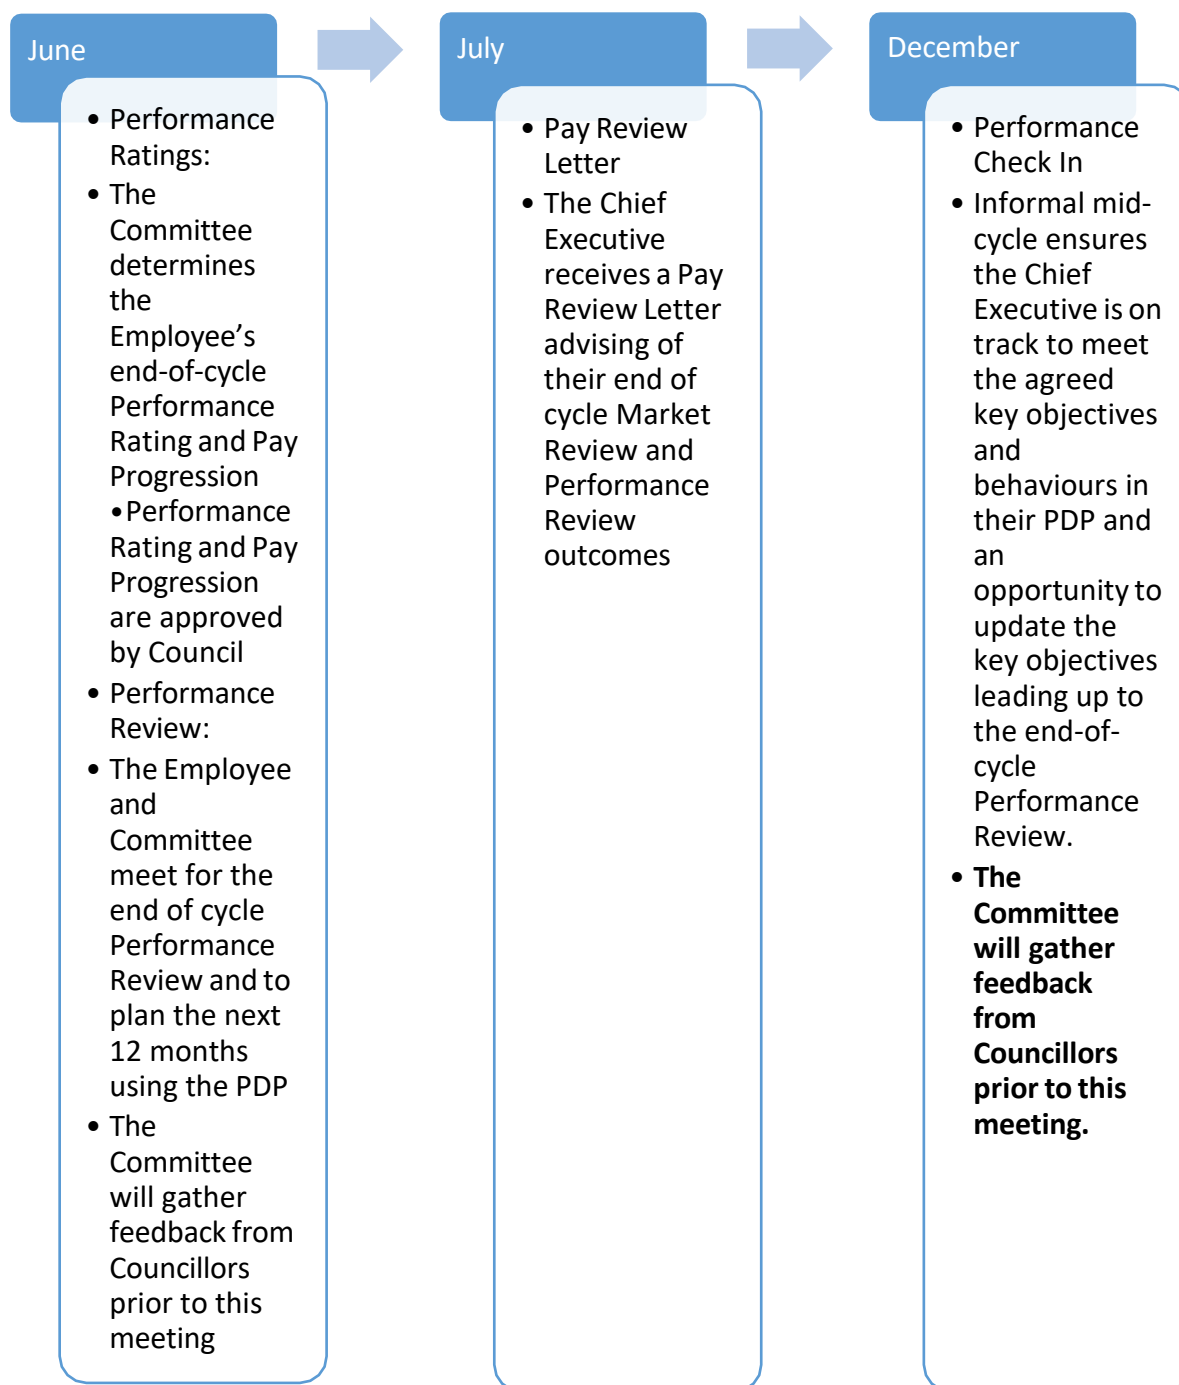 June
• Performance
Ratings:
• The
Committee
determines
the
Employee’s
end-of-cycle
Performance
Rating and Pay
Progression
•Performance
Rating and Pay
Progression
are approved
by Council
• Performance
Review:
• The Employee
and
Committee
meet for the
end of cycle
Performance
Review and to
plan the next
12 months
using the PDP
• The
Committee
will gather
feedback from
Councillors
prior to this
meeting
July
• Pay Review
Letter
• The Chief
Executive
receives a Pay
Review Letter
advising of
their end of
cycle Market
Review and
Performance
Review
outcomes
December
• Performance
Check In
• Informal mid-
cycle ensures
the Chief
Executive is on
track to meet
the agreed
key objectives
and
behaviours in
their PDP and
an
opportunity to
update the
key objectives
leading up to
the end-of-
cycle
Performance
Review.
• The
Committee
will gather
feedback
from
Councillors
prior to this
meeting.